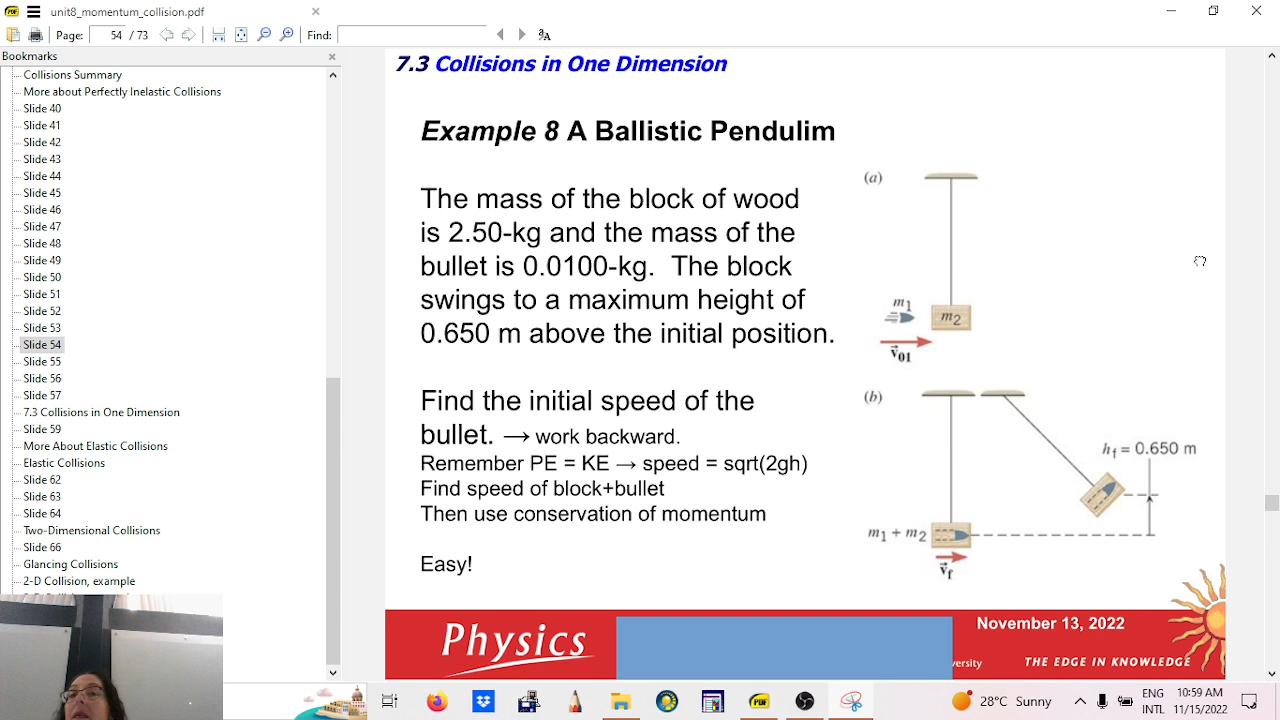 unit8_momentum_collision.pdf
Page: 54 / 73 Find:
Bookmarks
Collisions Summary
More about Perfectly Inelastic Collisions
Slide 40
Slide 41
Slide 42
Slide 43
Slide 44
Slide 45
Slide 46
Slide 47
Slide 48
Slide 49
Slide 50
Slide 51
Slide 52
Slide 53
Slide 54
Slide 55
Slide 56
Slide 57
7.3 Collisions in One Dimension
Slide 59
More About Elastic Collisions
Elastic Collisions
Slide 62
Slide 63
Slide 64
Two-Dimensional Collisions
Slide 66
Glancing Collisions
2-D Collisions, example
7.3 Collisions in One Dimension
Example 8 A Ballistic Pendulim
The mass of the block of wood
is 2.50-kg and the mass of the
bullet is 0.0100-kg. The block
swings to a maximum height of
0.650 m above the initial position.
Find the initial speed of the
bullet. → work backward.
Remember PE = KE → speed = sqrt(2gh)
Find speed of block+bullet
Then use conservation of momentum
Easy!
(a)
m₁
m₂
v⃗₀₁
(b)
h_f = 0.650 m
m₁ + m₂
v⃗_f
Physics
November 13, 2022
versity THE EDGE IN KNOWLEDGE
PDF
28°C Sunny
ENG
INTL
11/15/2022